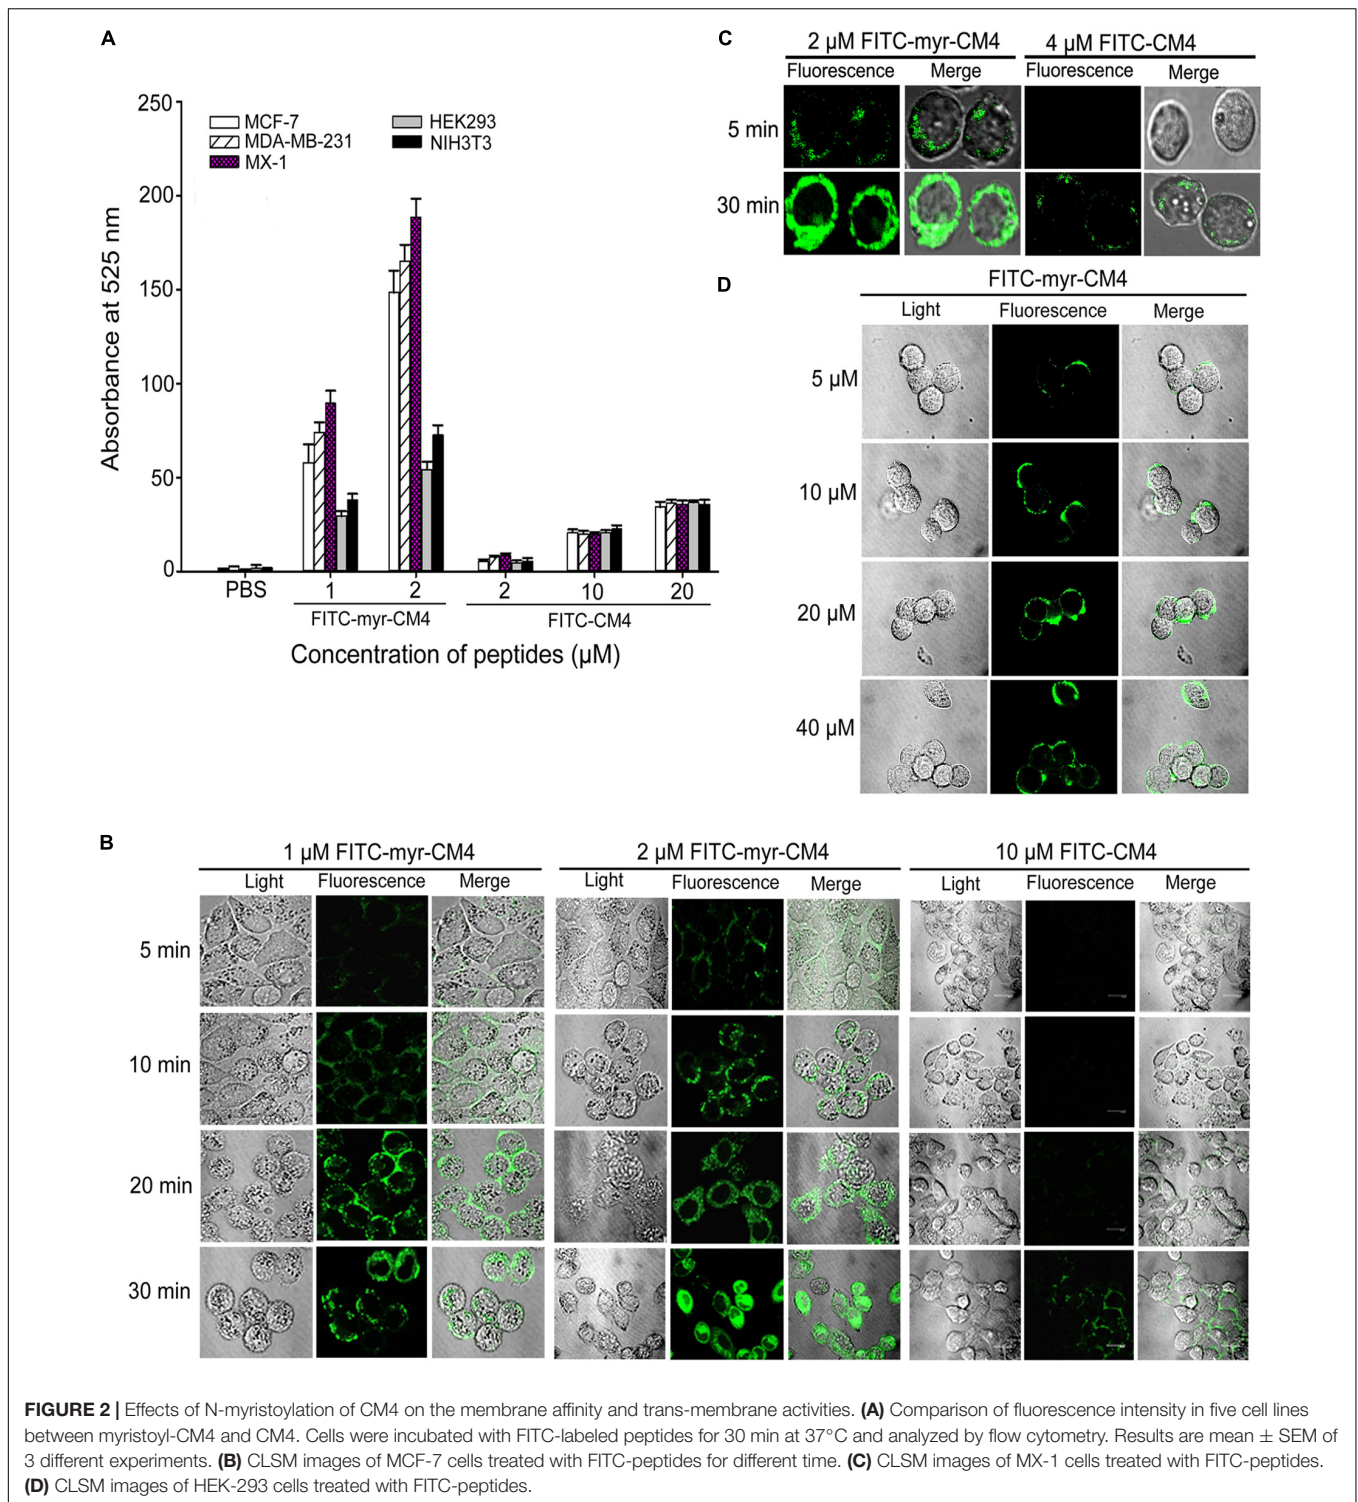 A
250
200
150
100
50
0
Absorbance at 525 nm
MCF-7
MDA-MB-231
MX-1
HEK293
NIH3T3
PBS
1
2
2
10
20
FITC-myr-CM4
FITC-CM4
Concentration of peptides (µM)
C
2 µM FITC-myr-CM4
4 µM FITC-CM4
Fluorescence
Merge
Fluorescence
Merge
5 min
30 min
D
FITC-myr-CM4
Light
Fluorescence
Merge
5 µM
10 µM
20 µM
40 µM
B
1 µM FITC-myr-CM4
2 µM FITC-myr-CM4
10 µM FITC-CM4
Light
Fluorescence
Merge
Light
Fluorescence
Merge
Light
Fluorescence
Merge
5 min
10 min
20 min
30 min
FIGURE 2 | Effects of N-myristoylation of CM4 on the membrane affinity and trans-membrane activities. (A) Comparison of fluorescence intensity in five cell lines
between myristoyl-CM4 and CM4. Cells were incubated with FITC-labeled peptides for 30 min at 37°C and analyzed by flow cytometry. Results are mean ± SEM of
3 different experiments. (B) CLSM images of MCF-7 cells treated with FITC-peptides for different time. (C) CLSM images of MX-1 cells treated with FITC-peptides.
(D) CLSM images of HEK-293 cells treated with FITC-peptides.